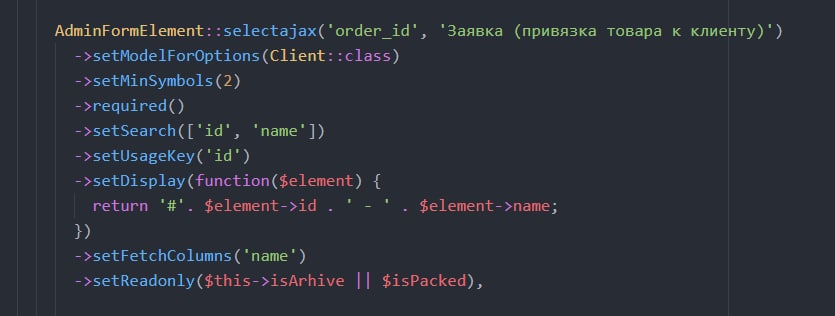 AdminFormElement::selectajax('order_id', 'Заявка (привязка товара к клиенту)')
->setModelForOptions(Client::class)
->setMinSymbols(2)
->required()
->setSearch(['id', 'name'])
->setUsageKey('id')
->setDisplay(function($element) {
return '#'. $element->id . ' - ' . $element->name;
})
->setFetchColumns('name')
->setReadonly($this->isArhive || $isPacked),